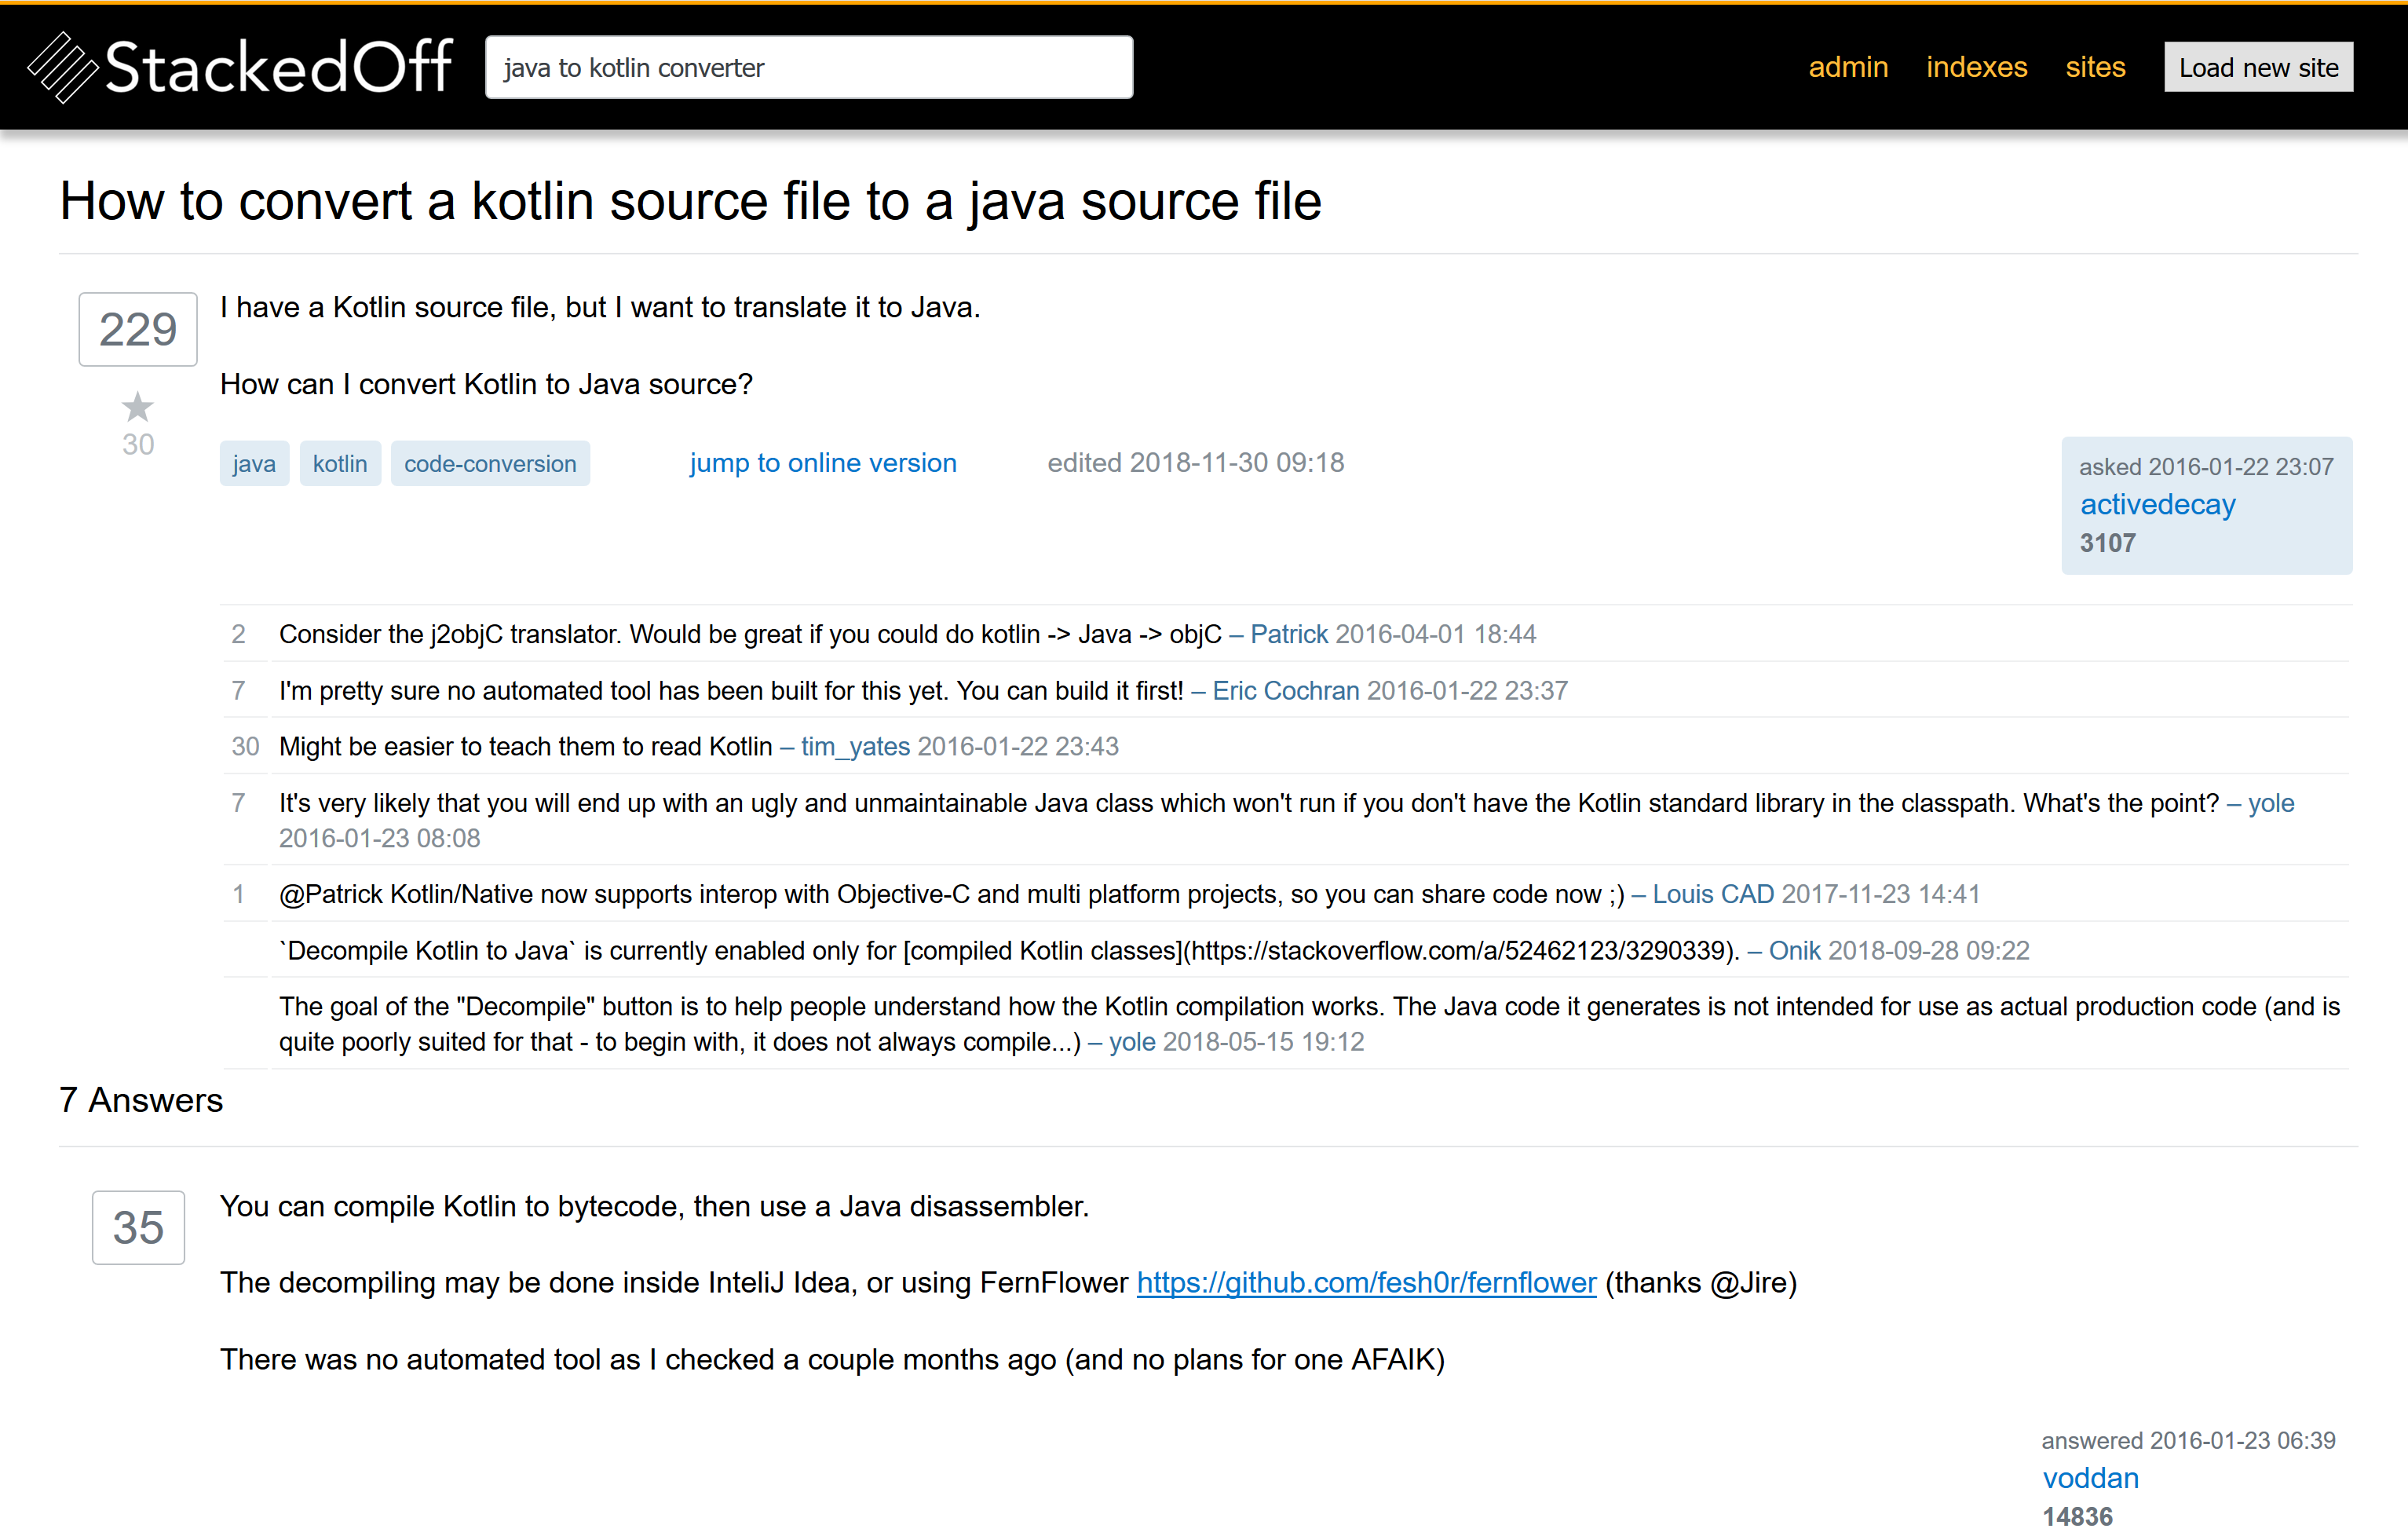 StackedOff
java to kotlin converter
admin indexes sites Load new site
How to convert a kotlin source file to a java source file
229
I have a Kotlin source file, but I want to translate it to Java.
How can I convert Kotlin to Java source?
30
java kotlin code-conversion jump to online version edited 2018-11-30 09:18
asked 2016-01-22 23:07
activedecay
3107
2 Consider the j2objC translator. Would be great if you could do kotlin -> Java -> objC – Patrick 2016-04-01 18:44
7 I'm pretty sure no automated tool has been built for this yet. You can build it first! – Eric Cochran 2016-01-22 23:37
30 Might be easier to teach them to read Kotlin – tim_yates 2016-01-22 23:43
7 It's very likely that you will end up with an ugly and unmaintainable Java class which won't run if you don't have the Kotlin standard library in the classpath. What's the point? – yole
2016-01-23 08:08
1 @Patrick Kotlin/Native now supports interop with Objective-C and multi platform projects, so you can share code now ;) – Louis CAD 2017-11-23 14:41
`Decompile Kotlin to Java` is currently enabled only for [compiled Kotlin classes](https://stackoverflow.com/a/52462123/3290339). – Onik 2018-09-28 09:22
The goal of the "Decompile" button is to help people understand how the Kotlin compilation works. The Java code it generates is not intended for use as actual production code (and is
quite poorly suited for that - to begin with, it does not always compile...) – yole 2018-05-15 19:12
7 Answers
35
You can compile Kotlin to bytecode, then use a Java disassembler.
The decompiling may be done inside InteliJ Idea, or using FernFlower https://github.com/fesh0r/fernflower (thanks @Jire)
There was no automated tool as I checked a couple months ago (and no plans for one AFAIK)
answered 2016-01-23 06:39
voddan
14836